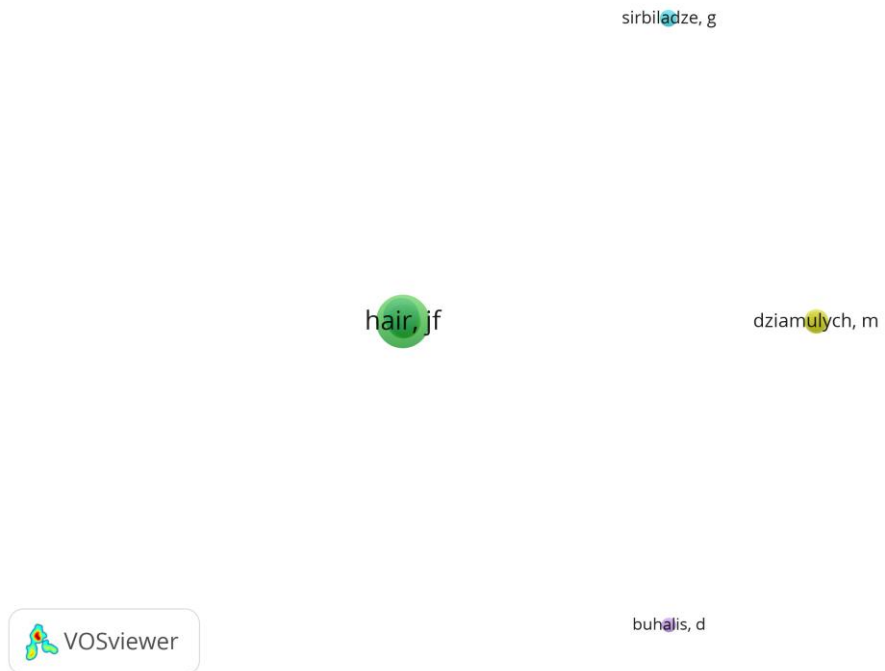 sirbiladze, g
hair, jf
dziamulych, m
buhalis, d
VOSviewer